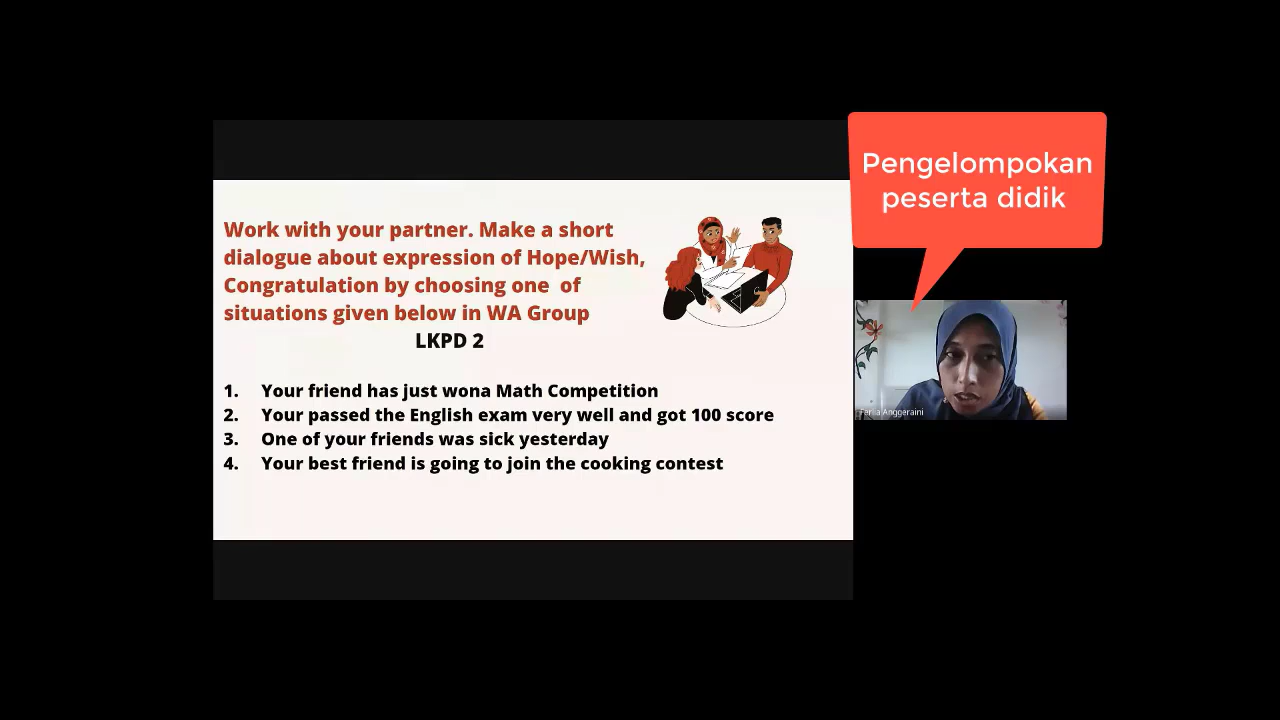 Work with your partner. Make a short
dialogue about expression of Hope/Wish,
Congratulation by choosing one of
situations given below in WA Group
LKPD 2
1. Your friend has just wona Math Competition
2. Your passed the English exam very well and got 100 score
3. One of your friends was sick yesterday
4. Your best friend is going to join the cooking contest
Pengelompokan
peserta didik
Anggeraini